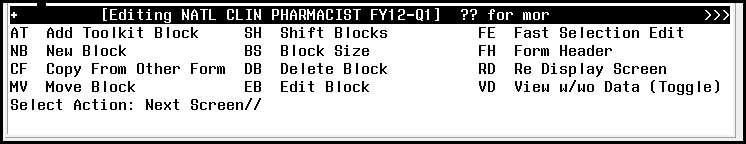 + [Editing NATL CLIN PHARMACIST FY12-Q1] ?? for mor >>>
AT Add Toolkit Block SH Shift Blocks FE Fast Selection Edit
NB New Block BS Block Size FH Form Header
CF Copy From Other Form DB Delete Block RD Re Display Screen
MV Move Block EB Edit Block VD View w/wo Data (Toggle)
Select Action: Next Screen//